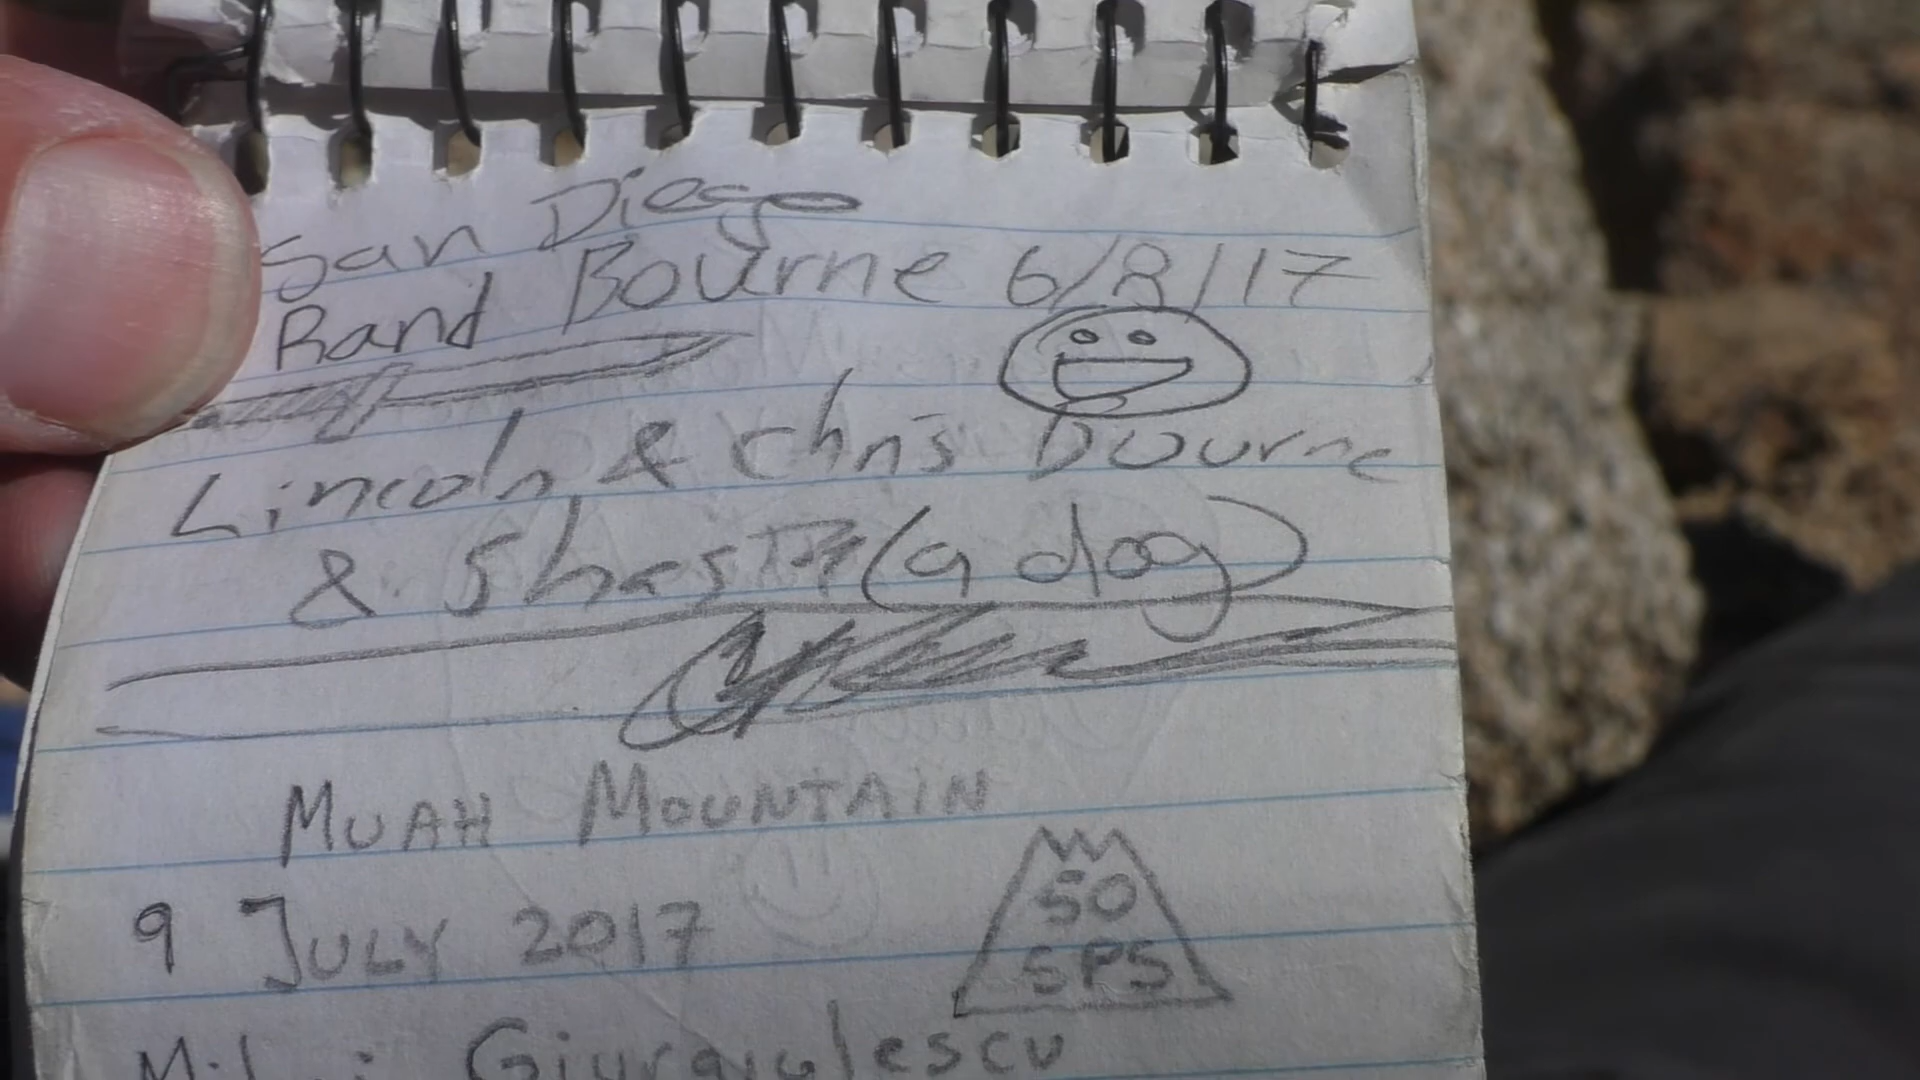 San Diego
Rand Bourne 6/8/17
Lincoln & Chris Bourne
& Shasta (a dog)
MUAH MOUNTAIN
9 JULY 2017
50
SPS
Giurgiulescu